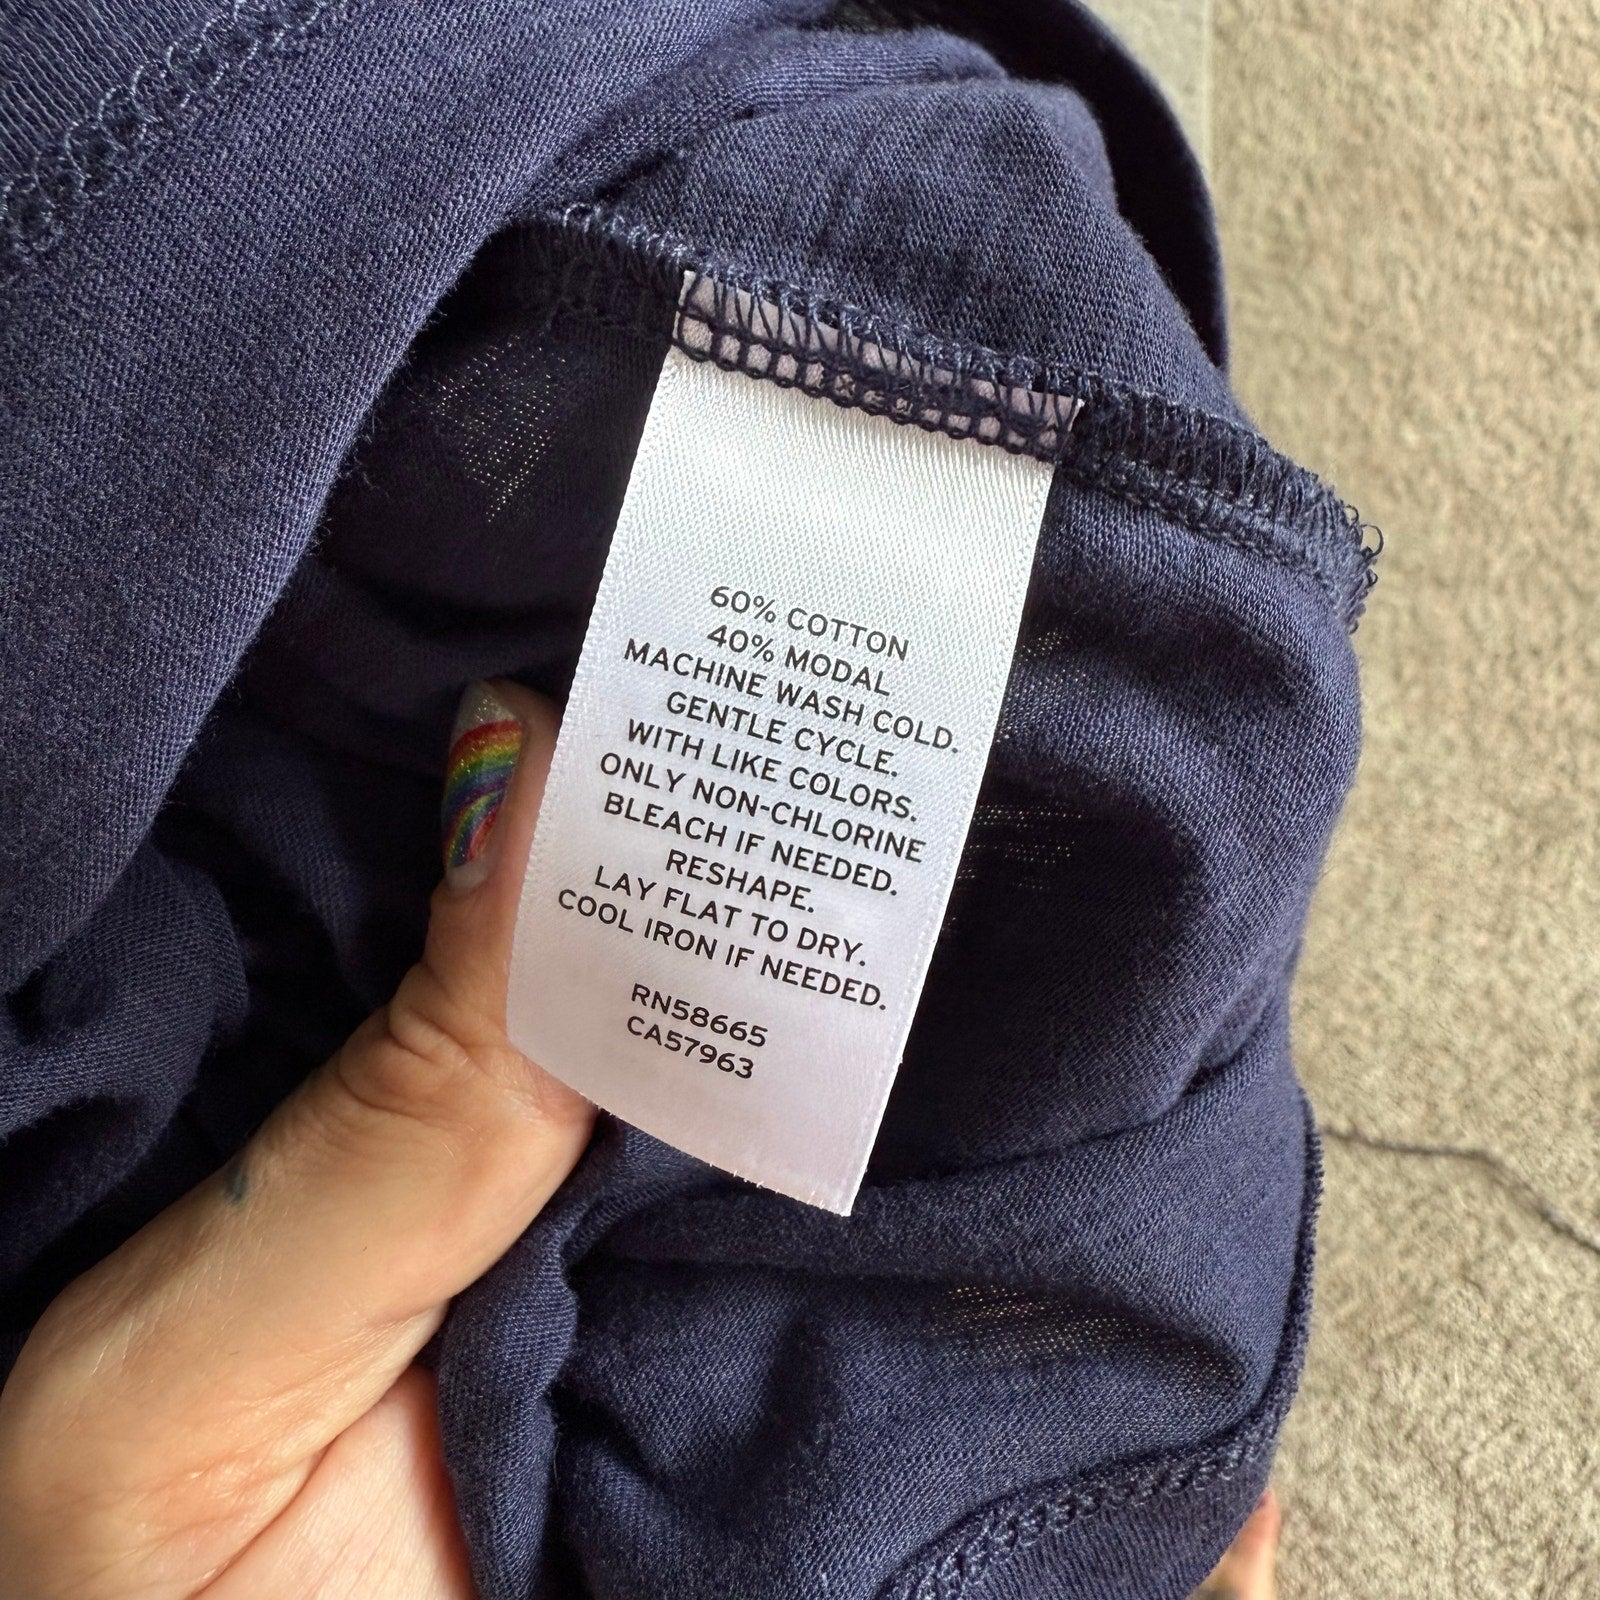 60% COTTON
40% MODAL
MACHINE WASH COLD.
GENTLE CYCLE.
WITH LIKE COLORS.
ONLY NON-CHLORINE
BLEACH IF NEEDED.
RESHAPE.
LAY FLAT TO DRY.
COOL IRON IF NEEDED.
RN58665
CA57963